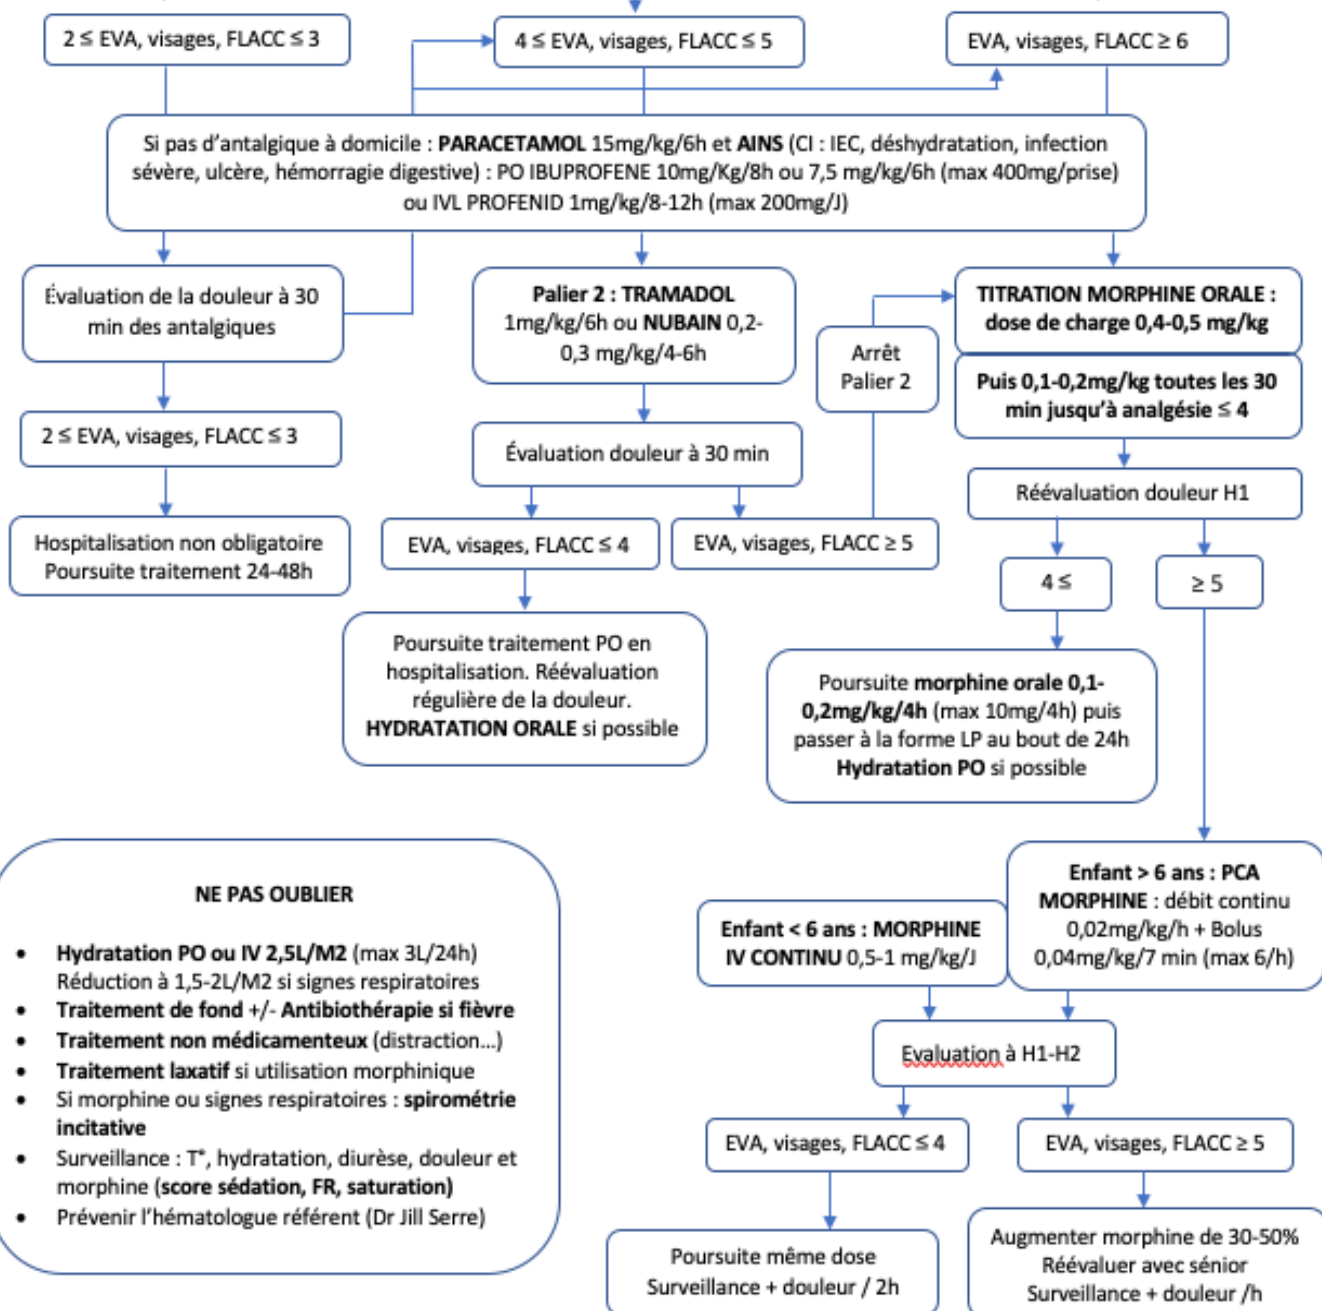 2 ≤ EVA, visages, FLACC ≤ 3
4 ≤ EVA, visages, FLACC ≤ 5
EVA, visages, FLACC ≥ 6
Si pas d'antalgique à domicile : PARACETAMOL 15mg/kg/6h et AINS (CI : IEC, déshydratation, infection
sévère, ulcère, hémorragie digestive) : PO IBUPROFENE 10mg/Kg/8h ou 7,5 mg/kg/6h (max 400mg/prise)
ou IVL PROFENID 1mg/kg/8-12h (max 200mg/J)
Évaluation de la douleur à 30
min des antalgiques
2 ≤ EVA, visages, FLACC ≤ 3
Hospitalisation non obligatoire
Poursuite traitement 24-48h
Palier 2 : TRAMADOL
1mg/kg/6h ou NUBAIN 0,2-
0,3 mg/kg/4-6h
Évaluation douleur à 30 min
EVA, visages, FLACC ≤ 4
EVA, visages, FLACC ≥ 5
Arrêt
Palier 2
Poursuite traitement PO en
hospitalisation. Réévaluation
régulière de la douleur.
HYDRATATION ORALE si possible
TITRATION MORPHINE ORALE :
dose de charge 0,4-0,5 mg/kg
Puis 0,1-0,2mg/kg toutes les 30
min jusqu'à analgésie ≤ 4
Réévaluation douleur H1
4 ≤
≥ 5
Poursuite morphine orale 0,1-
0,2mg/kg/4h (max 10mg/4h) puis
passer à la forme LP au bout de 24h
Hydratation PO si possible
Enfant < 6 ans : MORPHINE
IV CONTINU 0,5-1 mg/kg/J
Enfant > 6 ans : PCA
MORPHINE : débit continu
0,02mg/kg/h + Bolus
0,04mg/kg/7 min (max 6/h)
Evaluation à H1-H2
EVA, visages, FLACC ≤ 4
EVA, visages, FLACC ≥ 5
Poursuite même dose
Surveillance + douleur / 2h
Augmenter morphine de 30-50%
Réévaluer avec sénior
Surveillance + douleur /h
NE PAS OUBLIER
• Hydratation PO ou IV 2,5L/M2 (max 3L/24h)
Réduction à 1,5-2L/M2 si signes respiratoires
• Traitement de fond +/- Antibiothérapie si fièvre
• Traitement non médicamenteux (distraction...)
• Traitement laxatif si utilisation morphinique
• Si morphine ou signes respiratoires : spirométrie
incitative
• Surveillance : T°, hydratation, diurèse, douleur et
morphine (score sédation, FR, saturation)
• Prévenir l'hématologue référent (Dr Jill Serre)